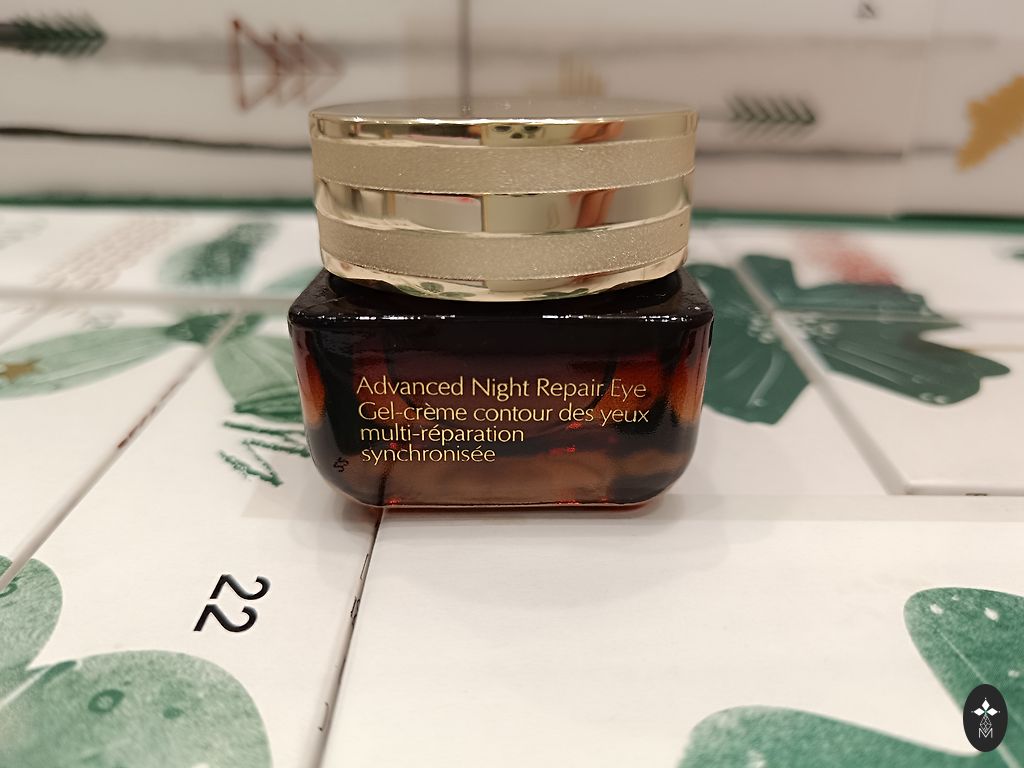 Advanced Night Repair Eye
Gel-crème contour des yeux
multi-réparation
synchronisée
22
M